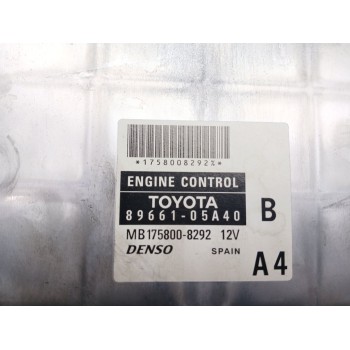 *1758008292%*
ENGINE CONTROL
TOYOTA
89661-05A40 B
MB175800-8292 12V
DENSO SPAIN A4